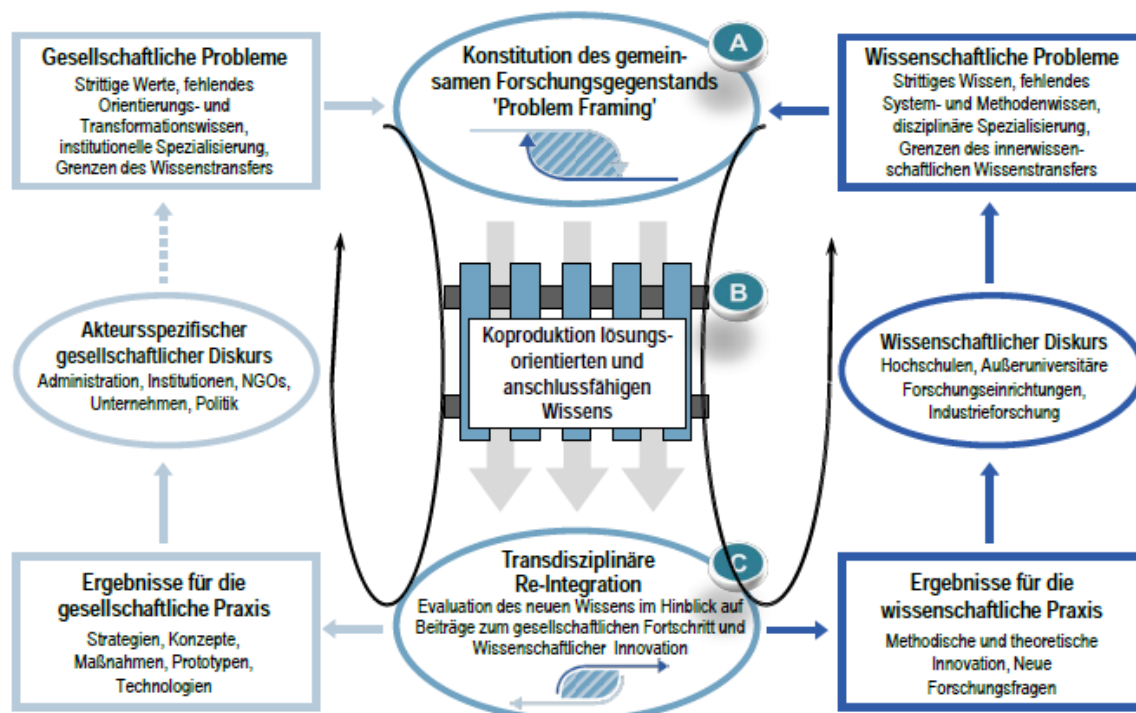 Gesellschaftliche Probleme
Strittige Werte, fehlendes
Orientierungs- und
Transformationswissen,
institutionelle Spezialisierung,
Grenzen des Wissenstransfers
Konstitution des gemein-
samen Forschungsgegenstands
'Problem Framing'
A
Wissenschaftliche Probleme
Strittiges Wissen, fehlendes
System- und Methodenwissen,
disziplinäre Spezialisierung,
Grenzen des innerwissen-
schaftlichen Wissenstransfers
Akteursspezifischer
gesellschaftlicher Diskurs
Administration, Institutionen, NGOs,
Unternehmen, Politik
B
Koproduktion lösungs-
orientierten und
anschlussfähigen
Wissens
Wissenschaftlicher Diskurs
Hochschulen, Außeruniversitäre
Forschungseinrichtungen,
Industrieforschung
Ergebnisse für die
gesellschaftliche Praxis
Strategien, Konzepte,
Maßnahmen, Prototypen,
Technologien
C
Transdisziplinäre
Re-Integration
Evaluation des neuen Wissens im Hinblick auf
Beiträge zum gesellschaftlichen Fortschritt und
Wissenschaftlicher Innovation
Ergebnisse für die
wissenschaftliche Praxis
Methodische und theoretische
Innovation, Neue
Forschungsfragen